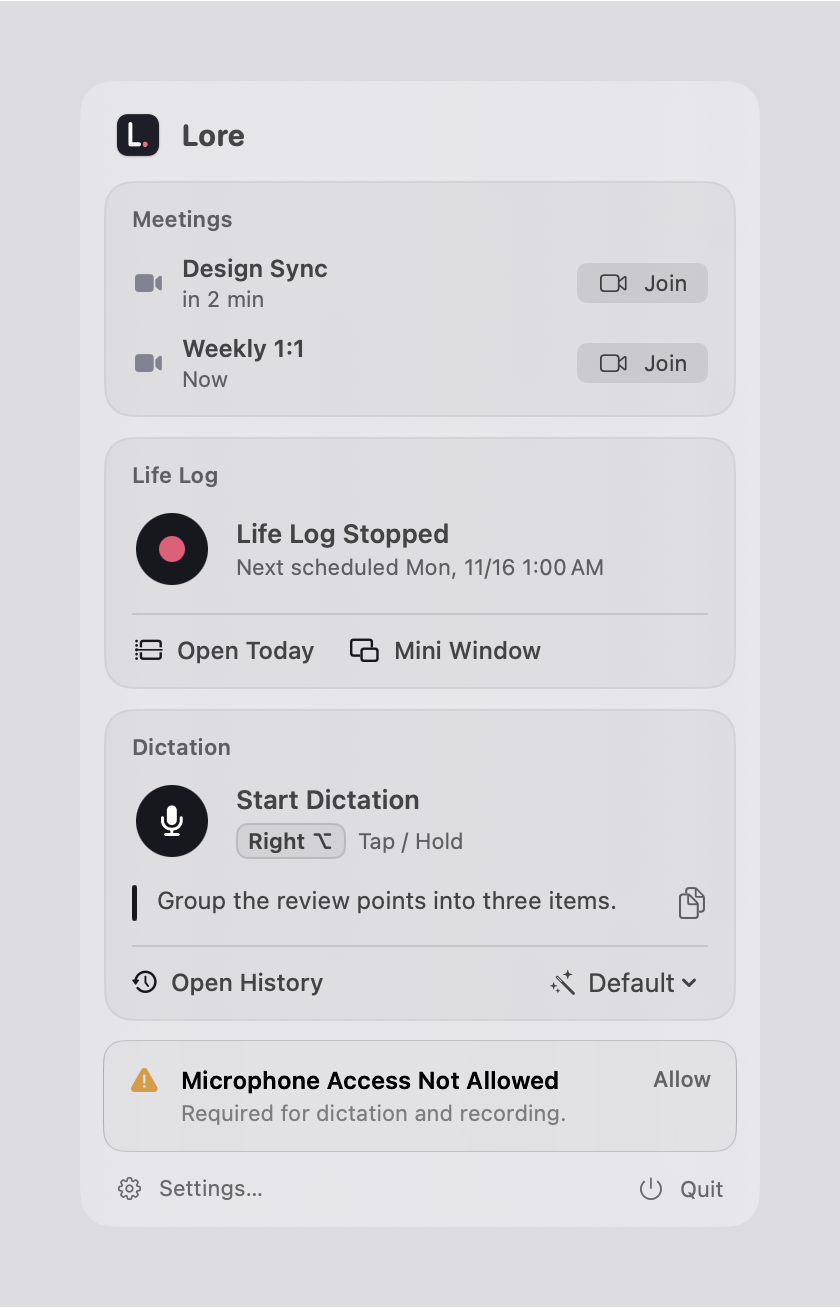 L.
Lore
Meetings
Design Sync
in 2 min
Join
Weekly 1:1
Now
Join
Life Log
Life Log Stopped
Next scheduled Mon, 11/16 1:00 AM
Open Today
Mini Window
Dictation
Start Dictation
Right ⌥
Tap / Hold
Group the review points into three items.
Open History
Default
Microphone Access Not Allowed
Allow
Required for dictation and recording.
Settings...
Quit